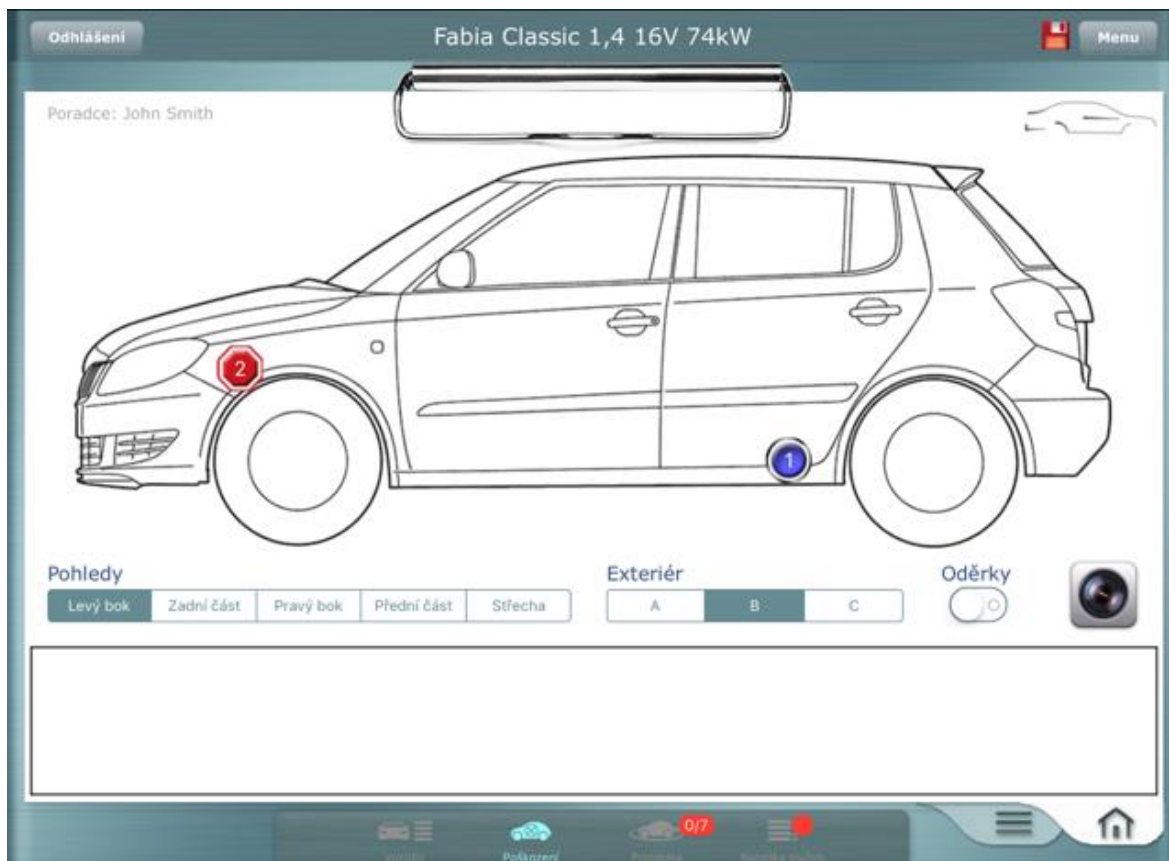 Odhlášení
Fabia Classic 1,4 16V 74kW
Menu
Poradce: John Smith
2
1
Pohledy
Exteriér
Oděrky
Levý bok
Zadní část
Pravý bok
Přední část
Střecha
A
B
C
0/7
Poškození